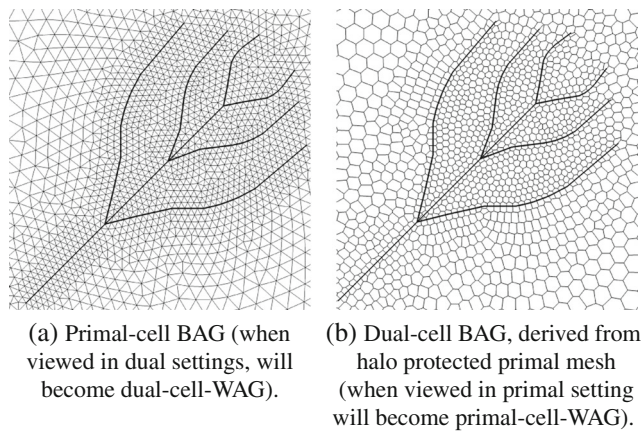 (a) Primal-cell BAG (when
viewed in dual settings, will
become dual-cell-WAG).
(b) Dual-cell BAG, derived from
halo protected primal mesh
(when viewed in primal setting
will become primal-cell-WAG).